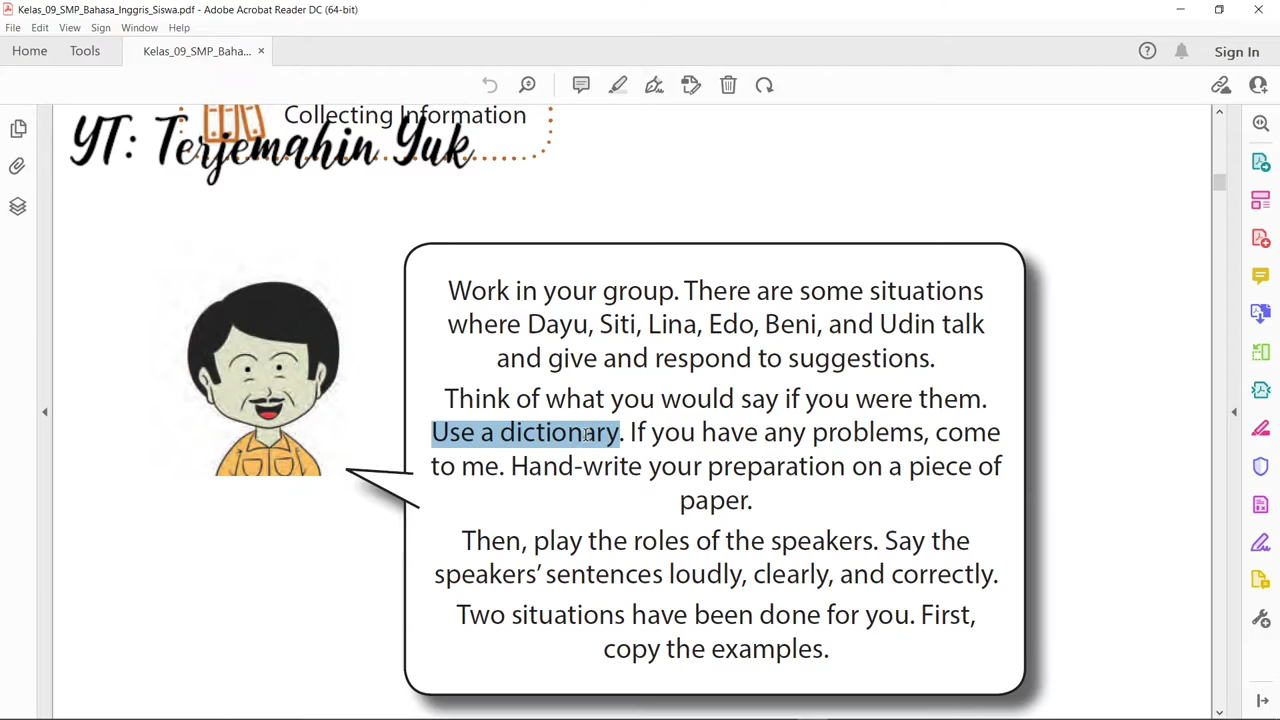 Kelas_09_SMP_Bahasa_Inggris_Siswa.pdf - Adobe Acrobat Reader DC (64-bit)
File Edit View Sign Window Help
Home Tools Kelas_09_SMP_Baha... × Sign In
Collecting Information
YT: Terjemahin Yuk
Work in your group. There are some situations
where Dayu, Siti, Lina, Edo, Beni, and Udin talk
and give and respond to suggestions.
Think of what you would say if you were them.
Use a dictionary. If you have any problems, come
to me. Hand-write your preparation on a piece of
paper.
Then, play the roles of the speakers. Say the
speakers’ sentences loudly, clearly, and correctly.
Two situations have been done for you. First,
copy the examples.